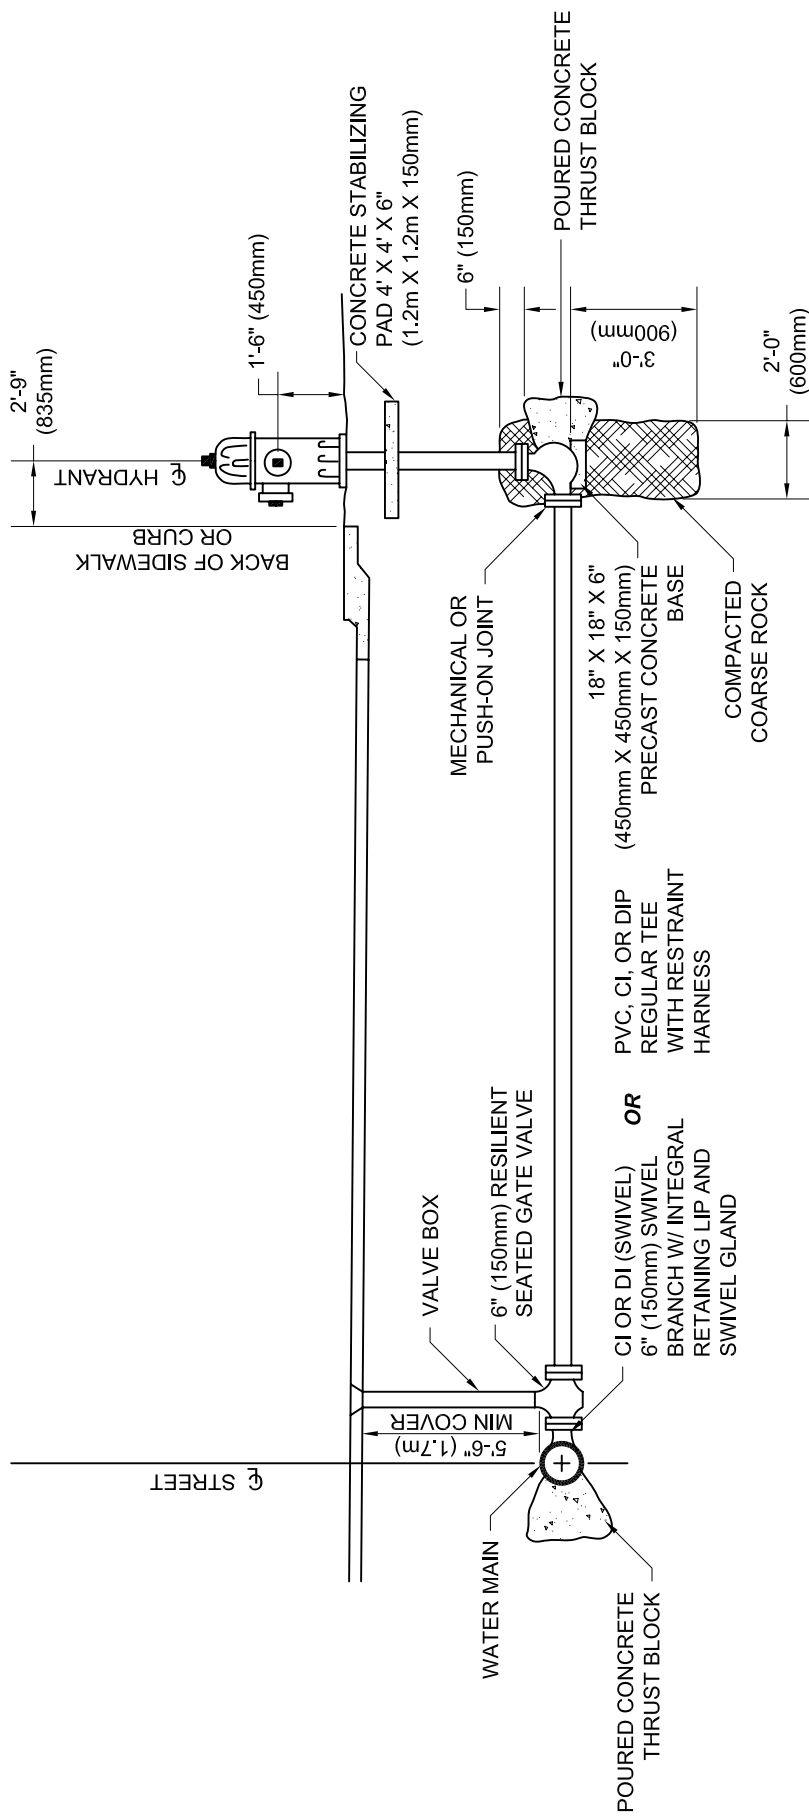 ℄ STREET
5'-6" (1.7m)
MIN COVER
WATER MAIN
POURED CONCRETE
THRUST BLOCK
VALVE BOX
6" (150mm) RESILIENT
SEATED GATE VALVE
CI OR DI (SWIVEL)
6" (150mm) SWIVEL
BRANCH W/ INTEGRAL
RETAINING LIP AND
SWIVEL GLAND
OR
PVC, CI, OR DIP
REGULAR TEE
WITH RESTRAINT
HARNESS
MECHANICAL OR
PUSH-ON JOINT
18" X 18" X 6"
(450mm X 450mm X 150mm)
PRECAST CONCRETE
BASE
COMPACTED
COARSE ROCK
BACK OF SIDEWALK
OR CURB
℄ HYDRANT
2'-9"
(835mm)
1'-6" (450mm)
CONCRETE STABILIZING
PAD 4' X 4' X 6"
(1.2m X 1.2m X 150mm)
6" (150mm)
POURED CONCRETE
THRUST BLOCK
3'-0"
(900mm)
2'-0"
(600mm)